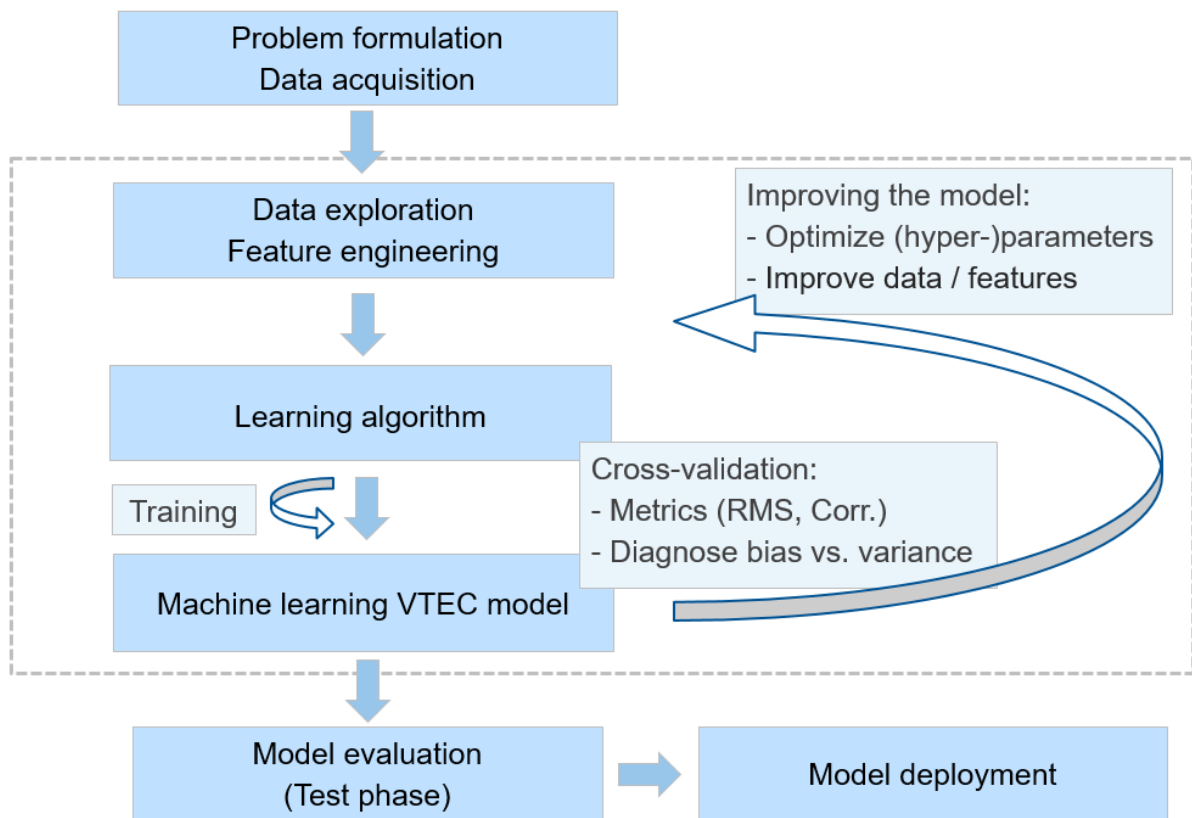 Problem formulation
Data acquisition
Data exploration
Feature engineering
Improving the model:
- Optimize (hyper-)parameters
- Improve data / features
Learning algorithm
Cross-validation:
- Metrics (RMS, Corr.)
- Diagnose bias vs. variance
Training
Machine learning VTEC model
Model evaluation
(Test phase)
Model deployment